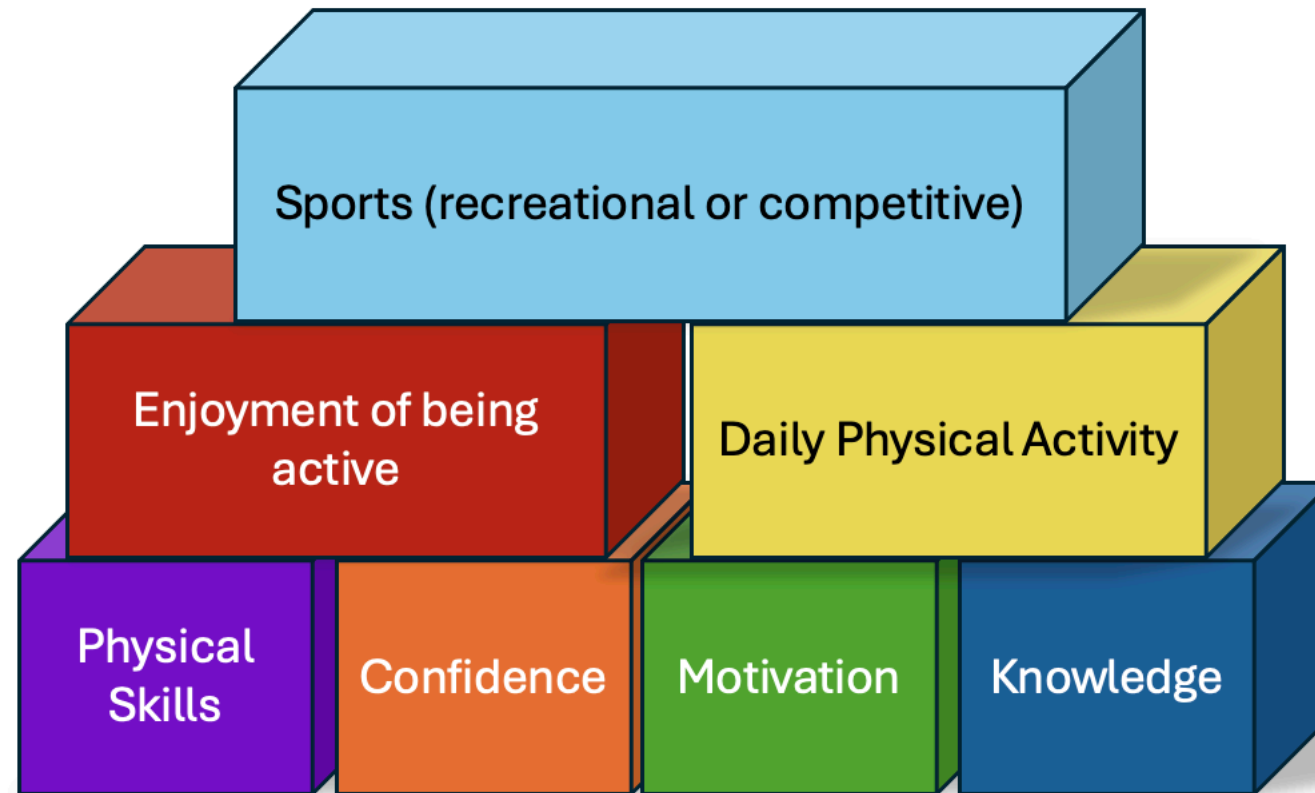 Sports (recreational or competitive)
Enjoyment of being
active
Daily Physical Activity
Physical
Skills
Confidence
Motivation
Knowledge